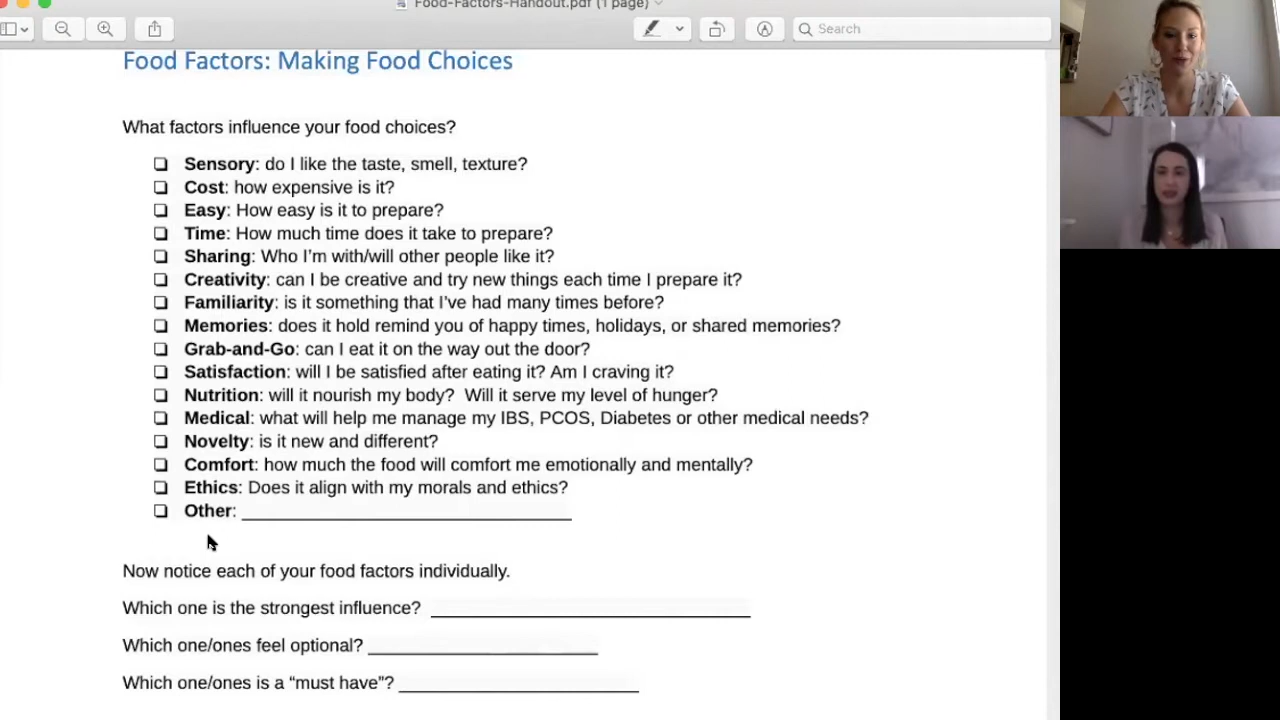 Food-Factors-Handout.pdf (1 page)
Search
Food Factors: Making Food Choices
What factors influence your food choices?
❏ Sensory: do I like the taste, smell, texture?
❏ Cost: how expensive is it?
❏ Easy: How easy is it to prepare?
❏ Time: How much time does it take to prepare?
❏ Sharing: Who I'm with/will other people like it?
❏ Creativity: can I be creative and try new things each time I prepare it?
❏ Familiarity: is it something that I've had many times before?
❏ Memories: does it hold remind you of happy times, holidays, or shared memories?
❏ Grab-and-Go: can I eat it on the way out the door?
❏ Satisfaction: will I be satisfied after eating it? Am I craving it?
❏ Nutrition: will it nourish my body?  Will it serve my level of hunger?
❏ Medical: what will help me manage my IBS, PCOS, Diabetes or other medical needs?
❏ Novelty: is it new and different?
❏ Comfort: how much the food will comfort me emotionally and mentally?
❏ Ethics: Does it align with my morals and ethics?
❏ Other: ______________________________
Now notice each of your food factors individually.
Which one is the strongest influence? ______________________________
Which one/ones feel optional? ______________________
Which one/ones is a “must have”? ______________________